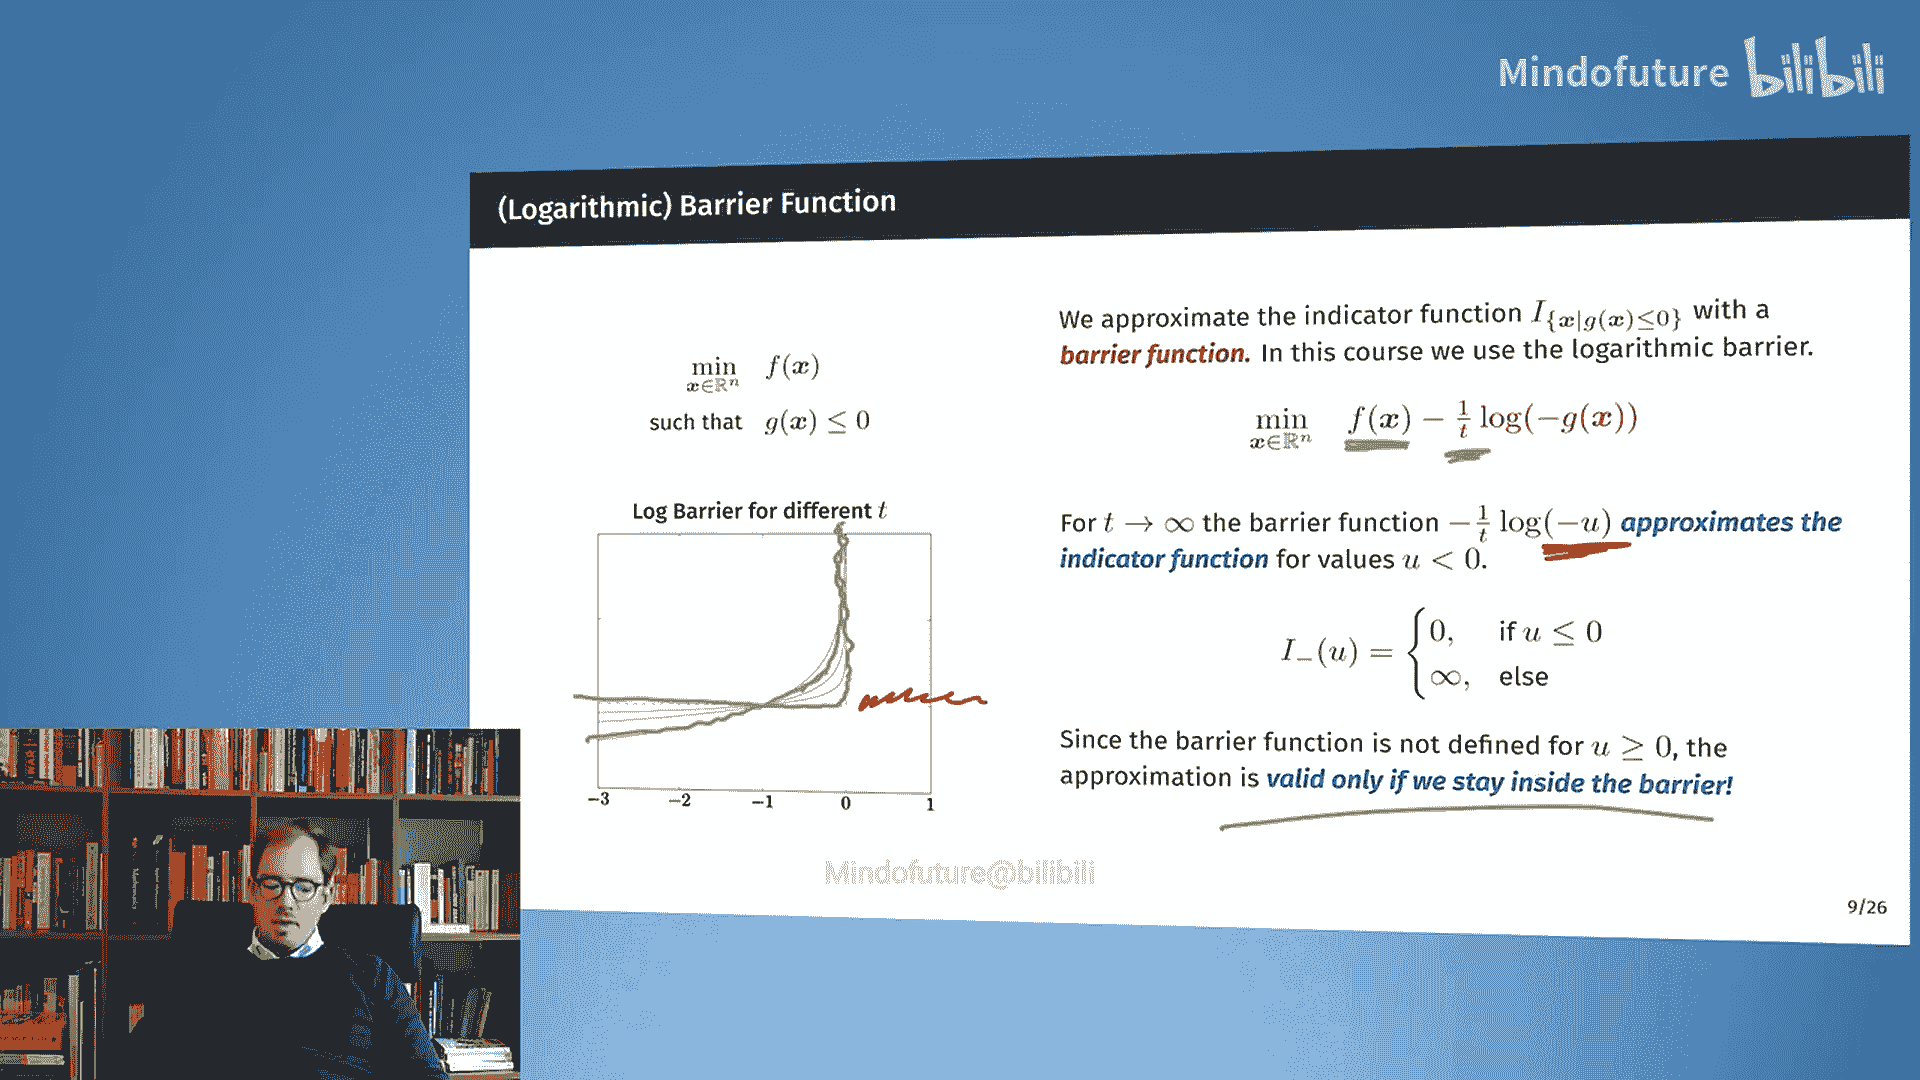 Mindofuture bilibili
(Logarithmic) Barrier Function
min x∈ℝⁿ f(x)
such that g(x) ≤ 0
Log Barrier for different t
−3 −2 −1 0 1
We approximate the indicator function I_{x|g(x)≤0} with a
barrier function. In this course we use the logarithmic barrier.
min x∈ℝⁿ f(x) − 1/t log(−g(x))
For t → ∞ the barrier function −1/t log(−u) approximates the
indicator function for values u < 0.
I₋(u) = { 0, if u ≤ 0
∞, else
Since the barrier function is not defined for u ≥ 0, the
approximation is valid only if we stay inside the barrier!
Mindofuture@bilibili
9/26